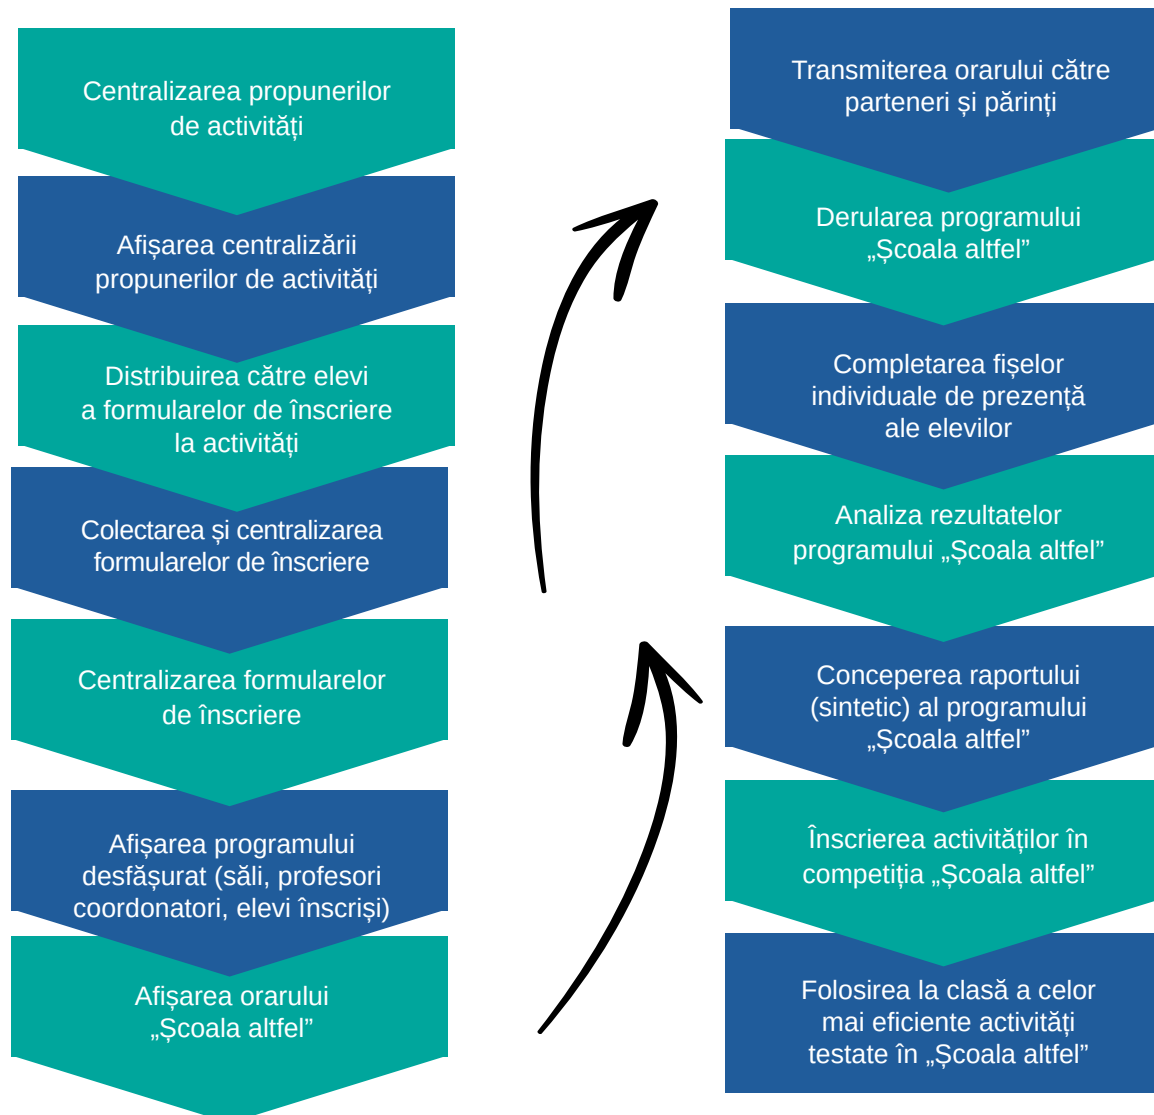 Centralizarea propunerilor
de activități
Afișarea centralizării
propunerilor de activități
Distribuirea către elevi
a formularelor de înscriere
la activități
Colectarea și centralizarea
formularelor de înscriere
Centralizarea formularelor
de înscriere
Afișarea programului
desfășurat (săli, profesori
coordonatori, elevi înscriși)
Afișarea orarului
„Școala altfel”
Transmiterea orarului către
parteneri și părinți
Derularea programului
„Școala altfel”
Completarea fișelor
individuale de prezență
ale elevilor
Analiza rezultatelor
programului „Școala altfel”
Conceperea raportului
(sintetic) al programului
„Școala altfel”
Înscrierea activităților în
competiția „Școala altfel”
Folosirea la clasă a celor
mai eficiente activități
testate în „Școala altfel”